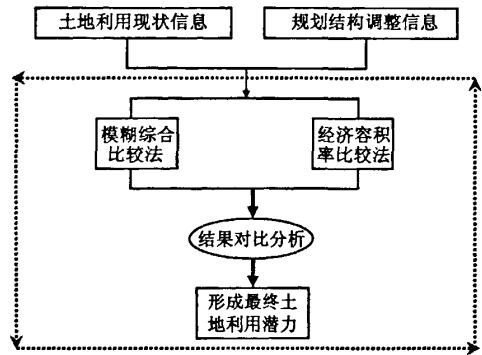 土地利用现状信息
规划结构调整信息
模糊综合
比较法
经济容积
率比较法
结果对比分析
形成最终土
地利用潜力